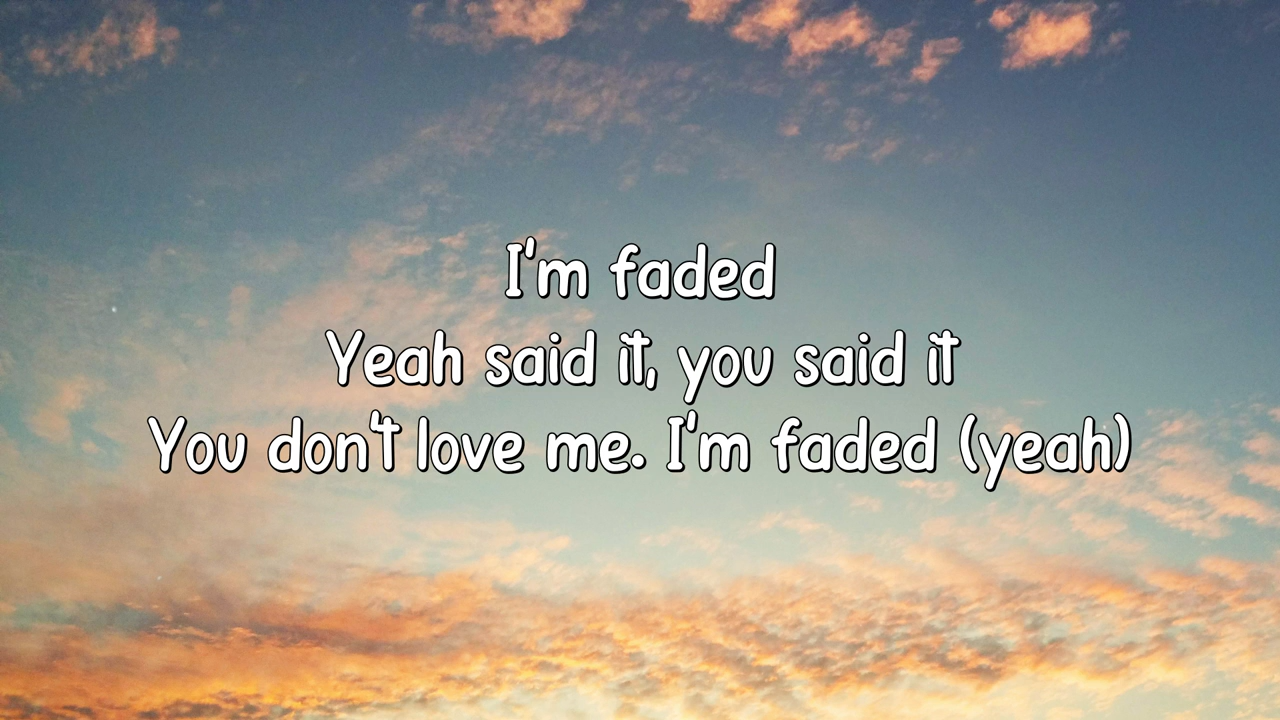 I'm faded
Yeah said it, you said it
You don't love me. I'm faded (yeah)